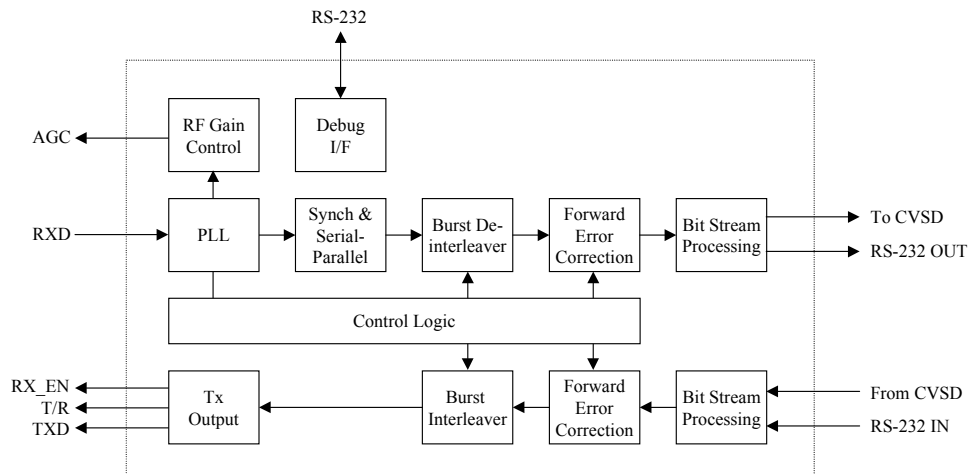 RS-232
AGC
RF Gain
Control
Debug
I/F
RXD
PLL
Synch &
Serial-
Parallel
Burst De-
interleaver
Forward
Error
Correction
Bit Stream
Processing
To CVSD
RS-232 OUT
Control Logic
RX_EN
T/R
TXD
Tx
Output
Burst
Interleaver
Forward
Error
Correction
Bit Stream
Processing
From CVSD
RS-232 IN